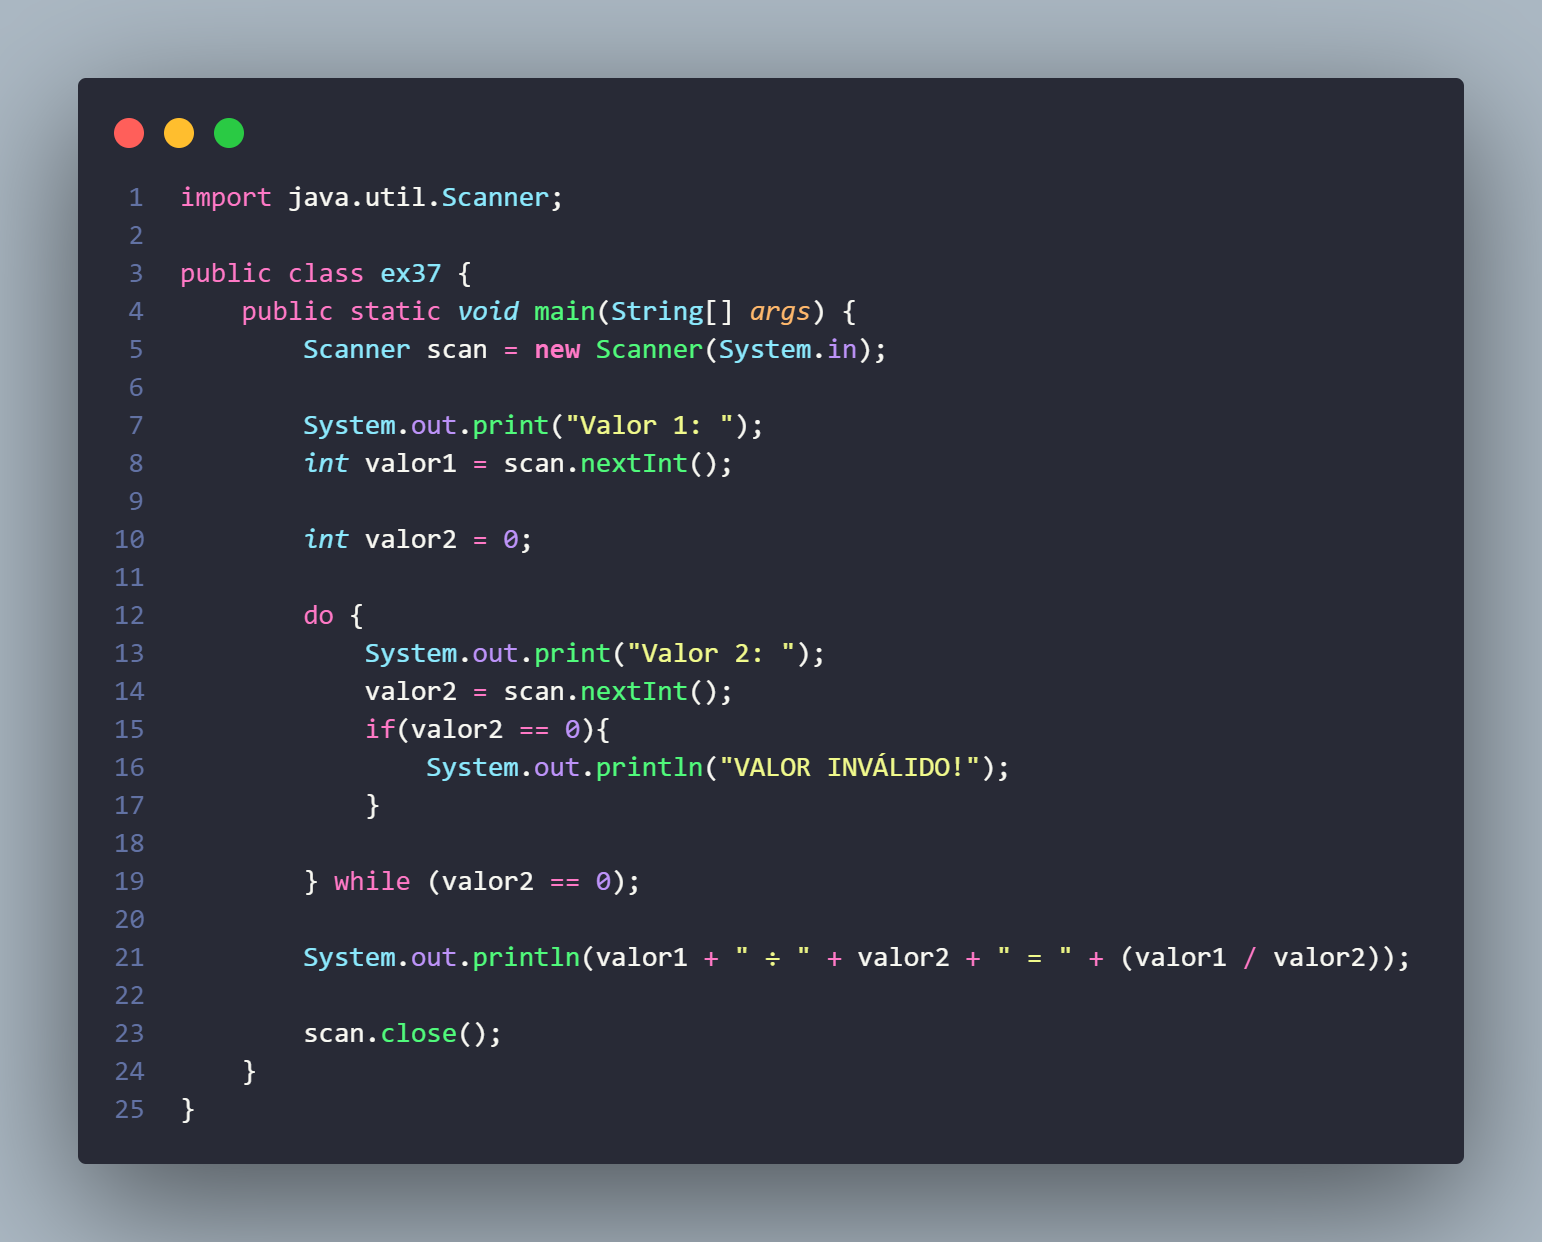 1 import java.util.Scanner;
2
3 public class ex37 {
4     public static void main(String[] args) {
5         Scanner scan = new Scanner(System.in);
6
7         System.out.print("Valor 1: ");
8         int valor1 = scan.nextInt();
9
10         int valor2 = 0;
11
12         do {
13             System.out.print("Valor 2: ");
14             valor2 = scan.nextInt();
15             if(valor2 == 0){
16                 System.out.println("VALOR INVÁLIDO!");
17             }
18
19         } while (valor2 == 0);
20
21         System.out.println(valor1 + " ÷ " + valor2 + " = " + (valor1 / valor2));
22
23         scan.close();
24     }
25 }